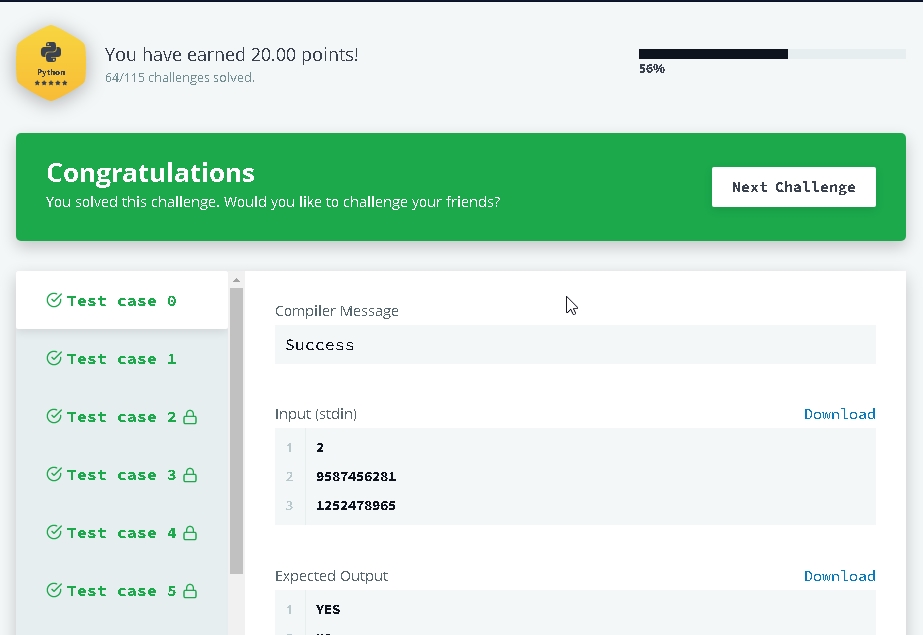 Python
You have earned 20.00 points!
64/115 challenges solved.
56%
Congratulations
You solved this challenge. Would you like to challenge your friends?
Next Challenge
Test case 0
Test case 1
Test case 2
Test case 3
Test case 4
Test case 5
Compiler Message
Success
Input (stdin)
Download
1 2
2 9587456281
3 1252478965
Expected Output
Download
1 YES